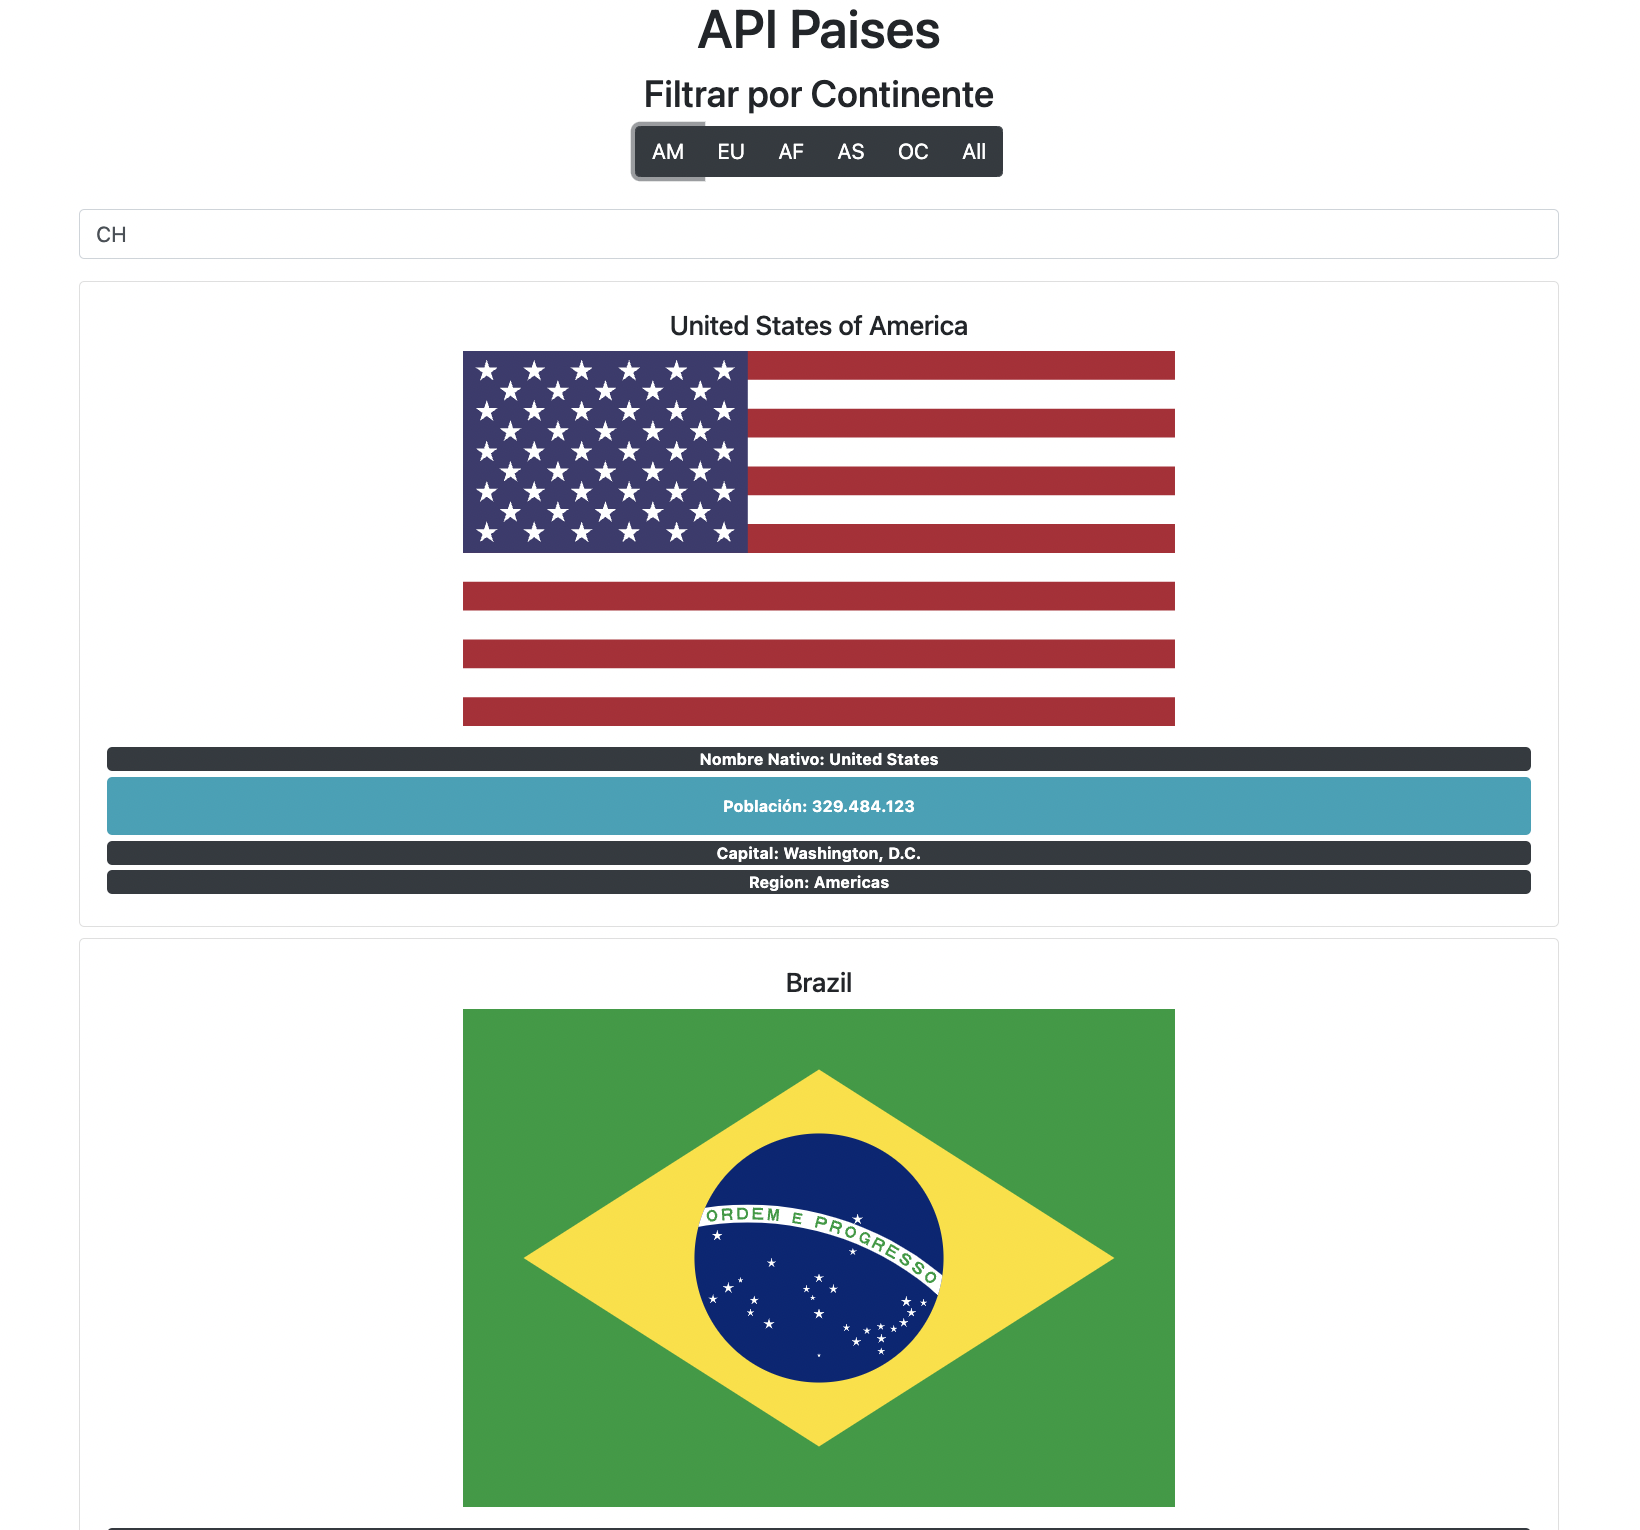 API Paises
Filtrar por Continente
AM EU AF AS OC All
CH
United States of America
Nombre Nativo: United States
Población: 329.484.123
Capital: Washington, D.C.
Region: Americas
Brazil
ORDEM E PROGRESSO